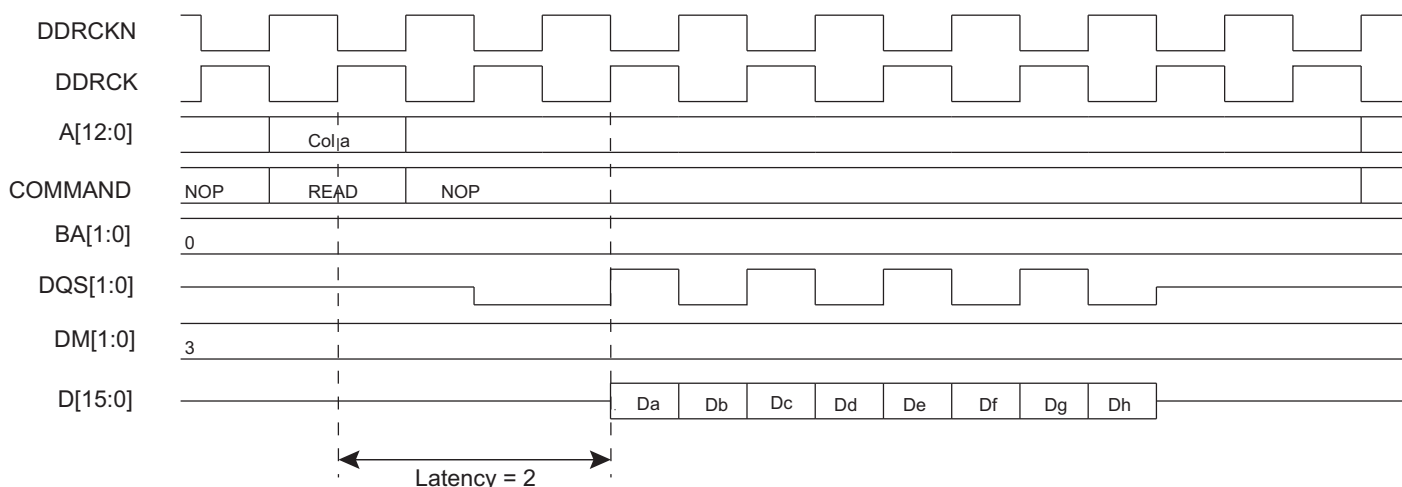 DDRCKN
DDRCK
A[12:0]
Col a
COMMAND
NOP READ NOP
BA[1:0]
0
DQS[1:0]
DM[1:0]
3
D[15:0]
Da Db Dc Dd De Df Dg Dh
Latency = 2